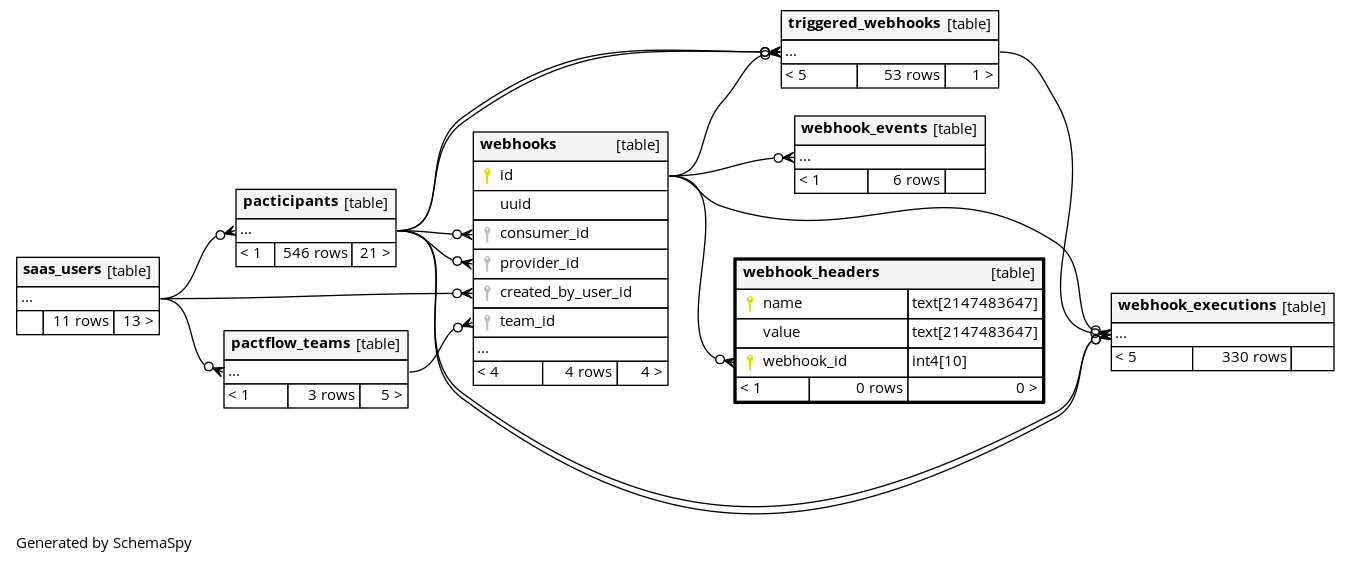 triggered_webhooks [table]
...
< 5 53 rows 1 >
webhook_events [table]
...
< 1 6 rows
webhooks [table]
id
uuid
consumer_id
provider_id
created_by_user_id
team_id
...
< 4 4 rows 4 >
pacticipants [table]
...
< 1 546 rows 21 >
saas_users [table]
...
11 rows 13 >
pactflow_teams [table]
...
< 1 3 rows 5 >
webhook_headers [table]
name text[2147483647]
value text[2147483647]
webhook_id int4[10]
< 1 0 rows 0 >
webhook_executions [table]
...
< 5 330 rows
Generated by SchemaSpy